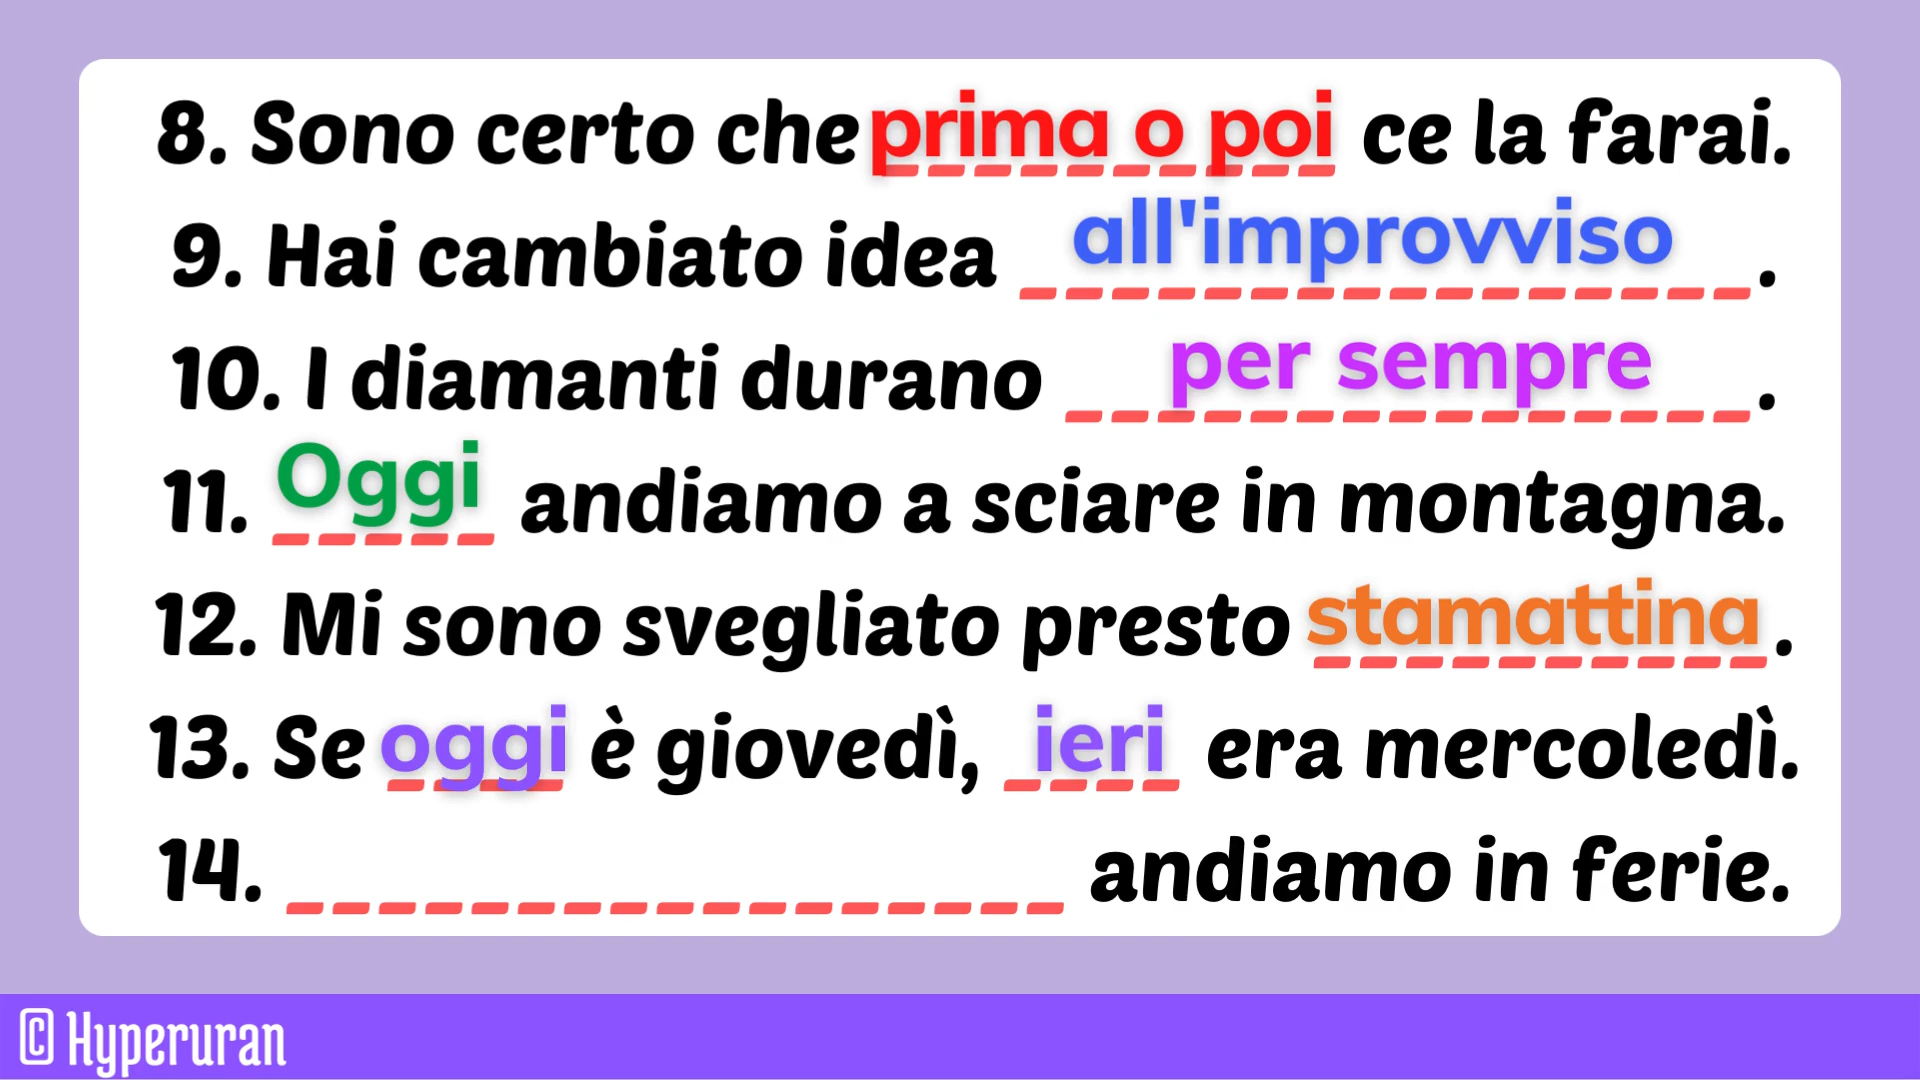 8. Sono certo che prima o poi ce la farai.
9. Hai cambiato idea all'improvviso.
10. I diamanti durano per sempre.
11. Oggi andiamo a sciare in montagna.
12. Mi sono svegliato presto stamattina.
13. Se oggi è giovedì, ieri era mercoledì.
14. _________________ andiamo in ferie.
© Hyperuran